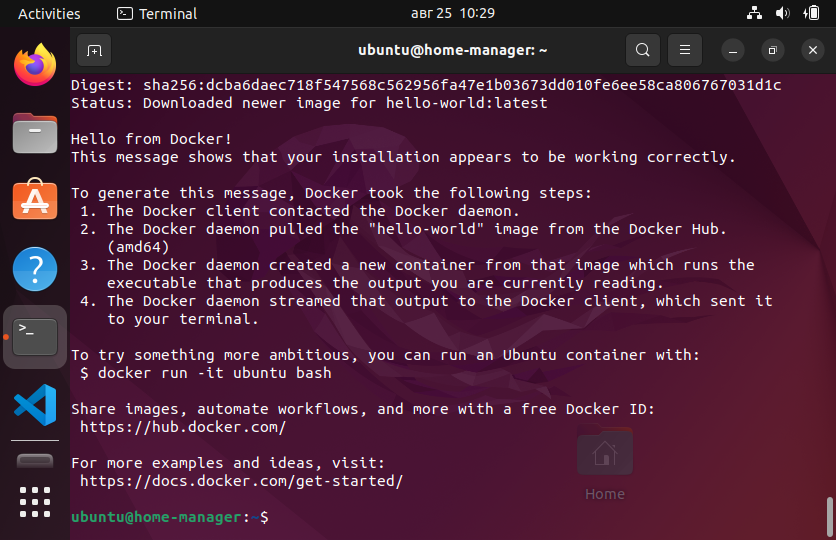 Activities
Terminal
авг 25 10:29
ubuntu@home-manager: ~
Digest: sha256:dcba6daec718f547568c562956fa47e1b03673dd010fe6ee58ca806767031d1c
Status: Downloaded newer image for hello-world:latest
Hello from Docker!
This message shows that your installation appears to be working correctly.
To generate this message, Docker took the following steps:
1. The Docker client contacted the Docker daemon.
2. The Docker daemon pulled the "hello-world" image from the Docker Hub.
(amd64)
3. The Docker daemon created a new container from that image which runs the
executable that produces the output you are currently reading.
4. The Docker daemon streamed that output to the Docker client, which sent it
to your terminal.
To try something more ambitious, you can run an Ubuntu container with:
$ docker run -it ubuntu bash
Share images, automate workflows, and more with a free Docker ID:
https://hub.docker.com/
For more examples and ideas, visit:
https://docs.docker.com/get-started/
Home
ubuntu@home-manager:~$